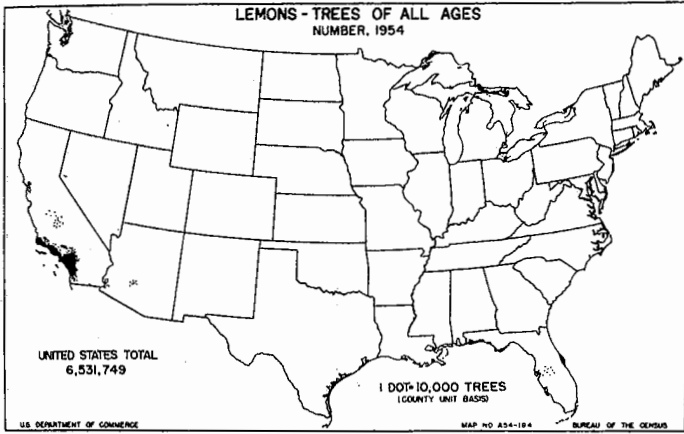 LEMONS - TREES OF ALL AGES
NUMBER, 1954
UNITED STATES TOTAL
6,531,749
1 DOT=10,000 TREES
(COUNTY UNIT BASIS)
U.S. DEPARTMENT OF COMMERCE
MAP NO A54-184
BUREAU OF THE CENSUS